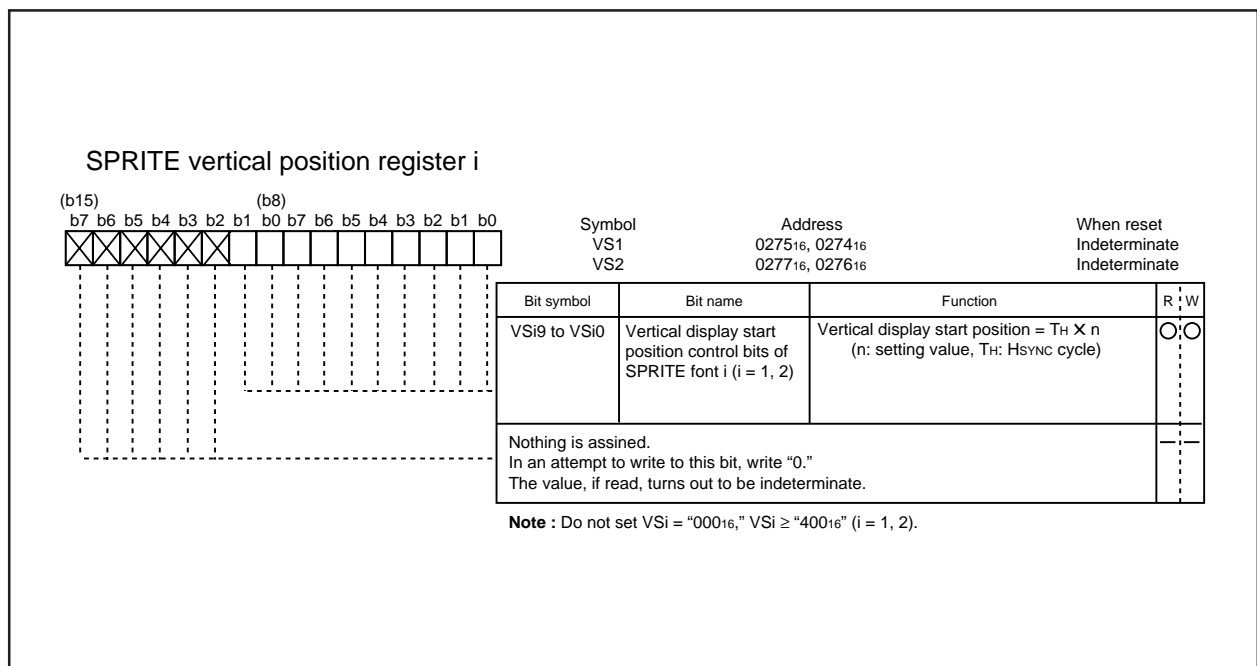 SPRITE vertical position register i
(b15) (b8)
b7 b6 b5 b4 b3 b2 b1 b0 b7 b6 b5 b4 b3 b2 b1 b0
Symbol Address When reset
VS1 0275₁₆, 0274₁₆ Indeterminate
VS2 0277₁₆, 0276₁₆ Indeterminate
Bit symbol Bit name Function R W
VSi9 to VSi0 Vertical display start Vertical display start position = TH X n
position control bits of (n: setting value, TH: HSYNC cycle)
SPRITE font i (i = 1, 2)
Nothing is assined.
In an attempt to write to this bit, write “0.”
The value, if read, turns out to be indeterminate.
Note : Do not set VSi = “000₁₆,” VSi ≥ “400₁₆” (i = 1, 2).